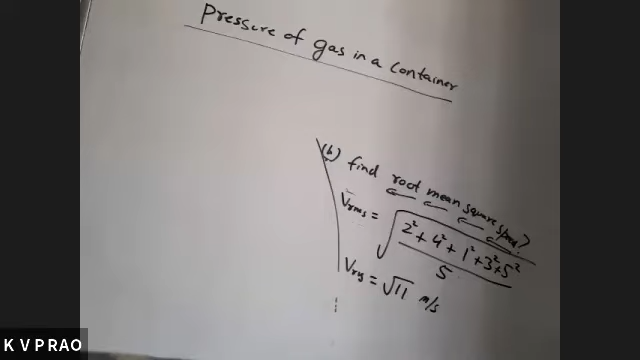 Pressure of gas in a container
(b) find root mean square speed?
Vrms = √(2² + 4² + 1² + 3² + 5² / 5)
Vrms = √11 m/s
K V P RAO